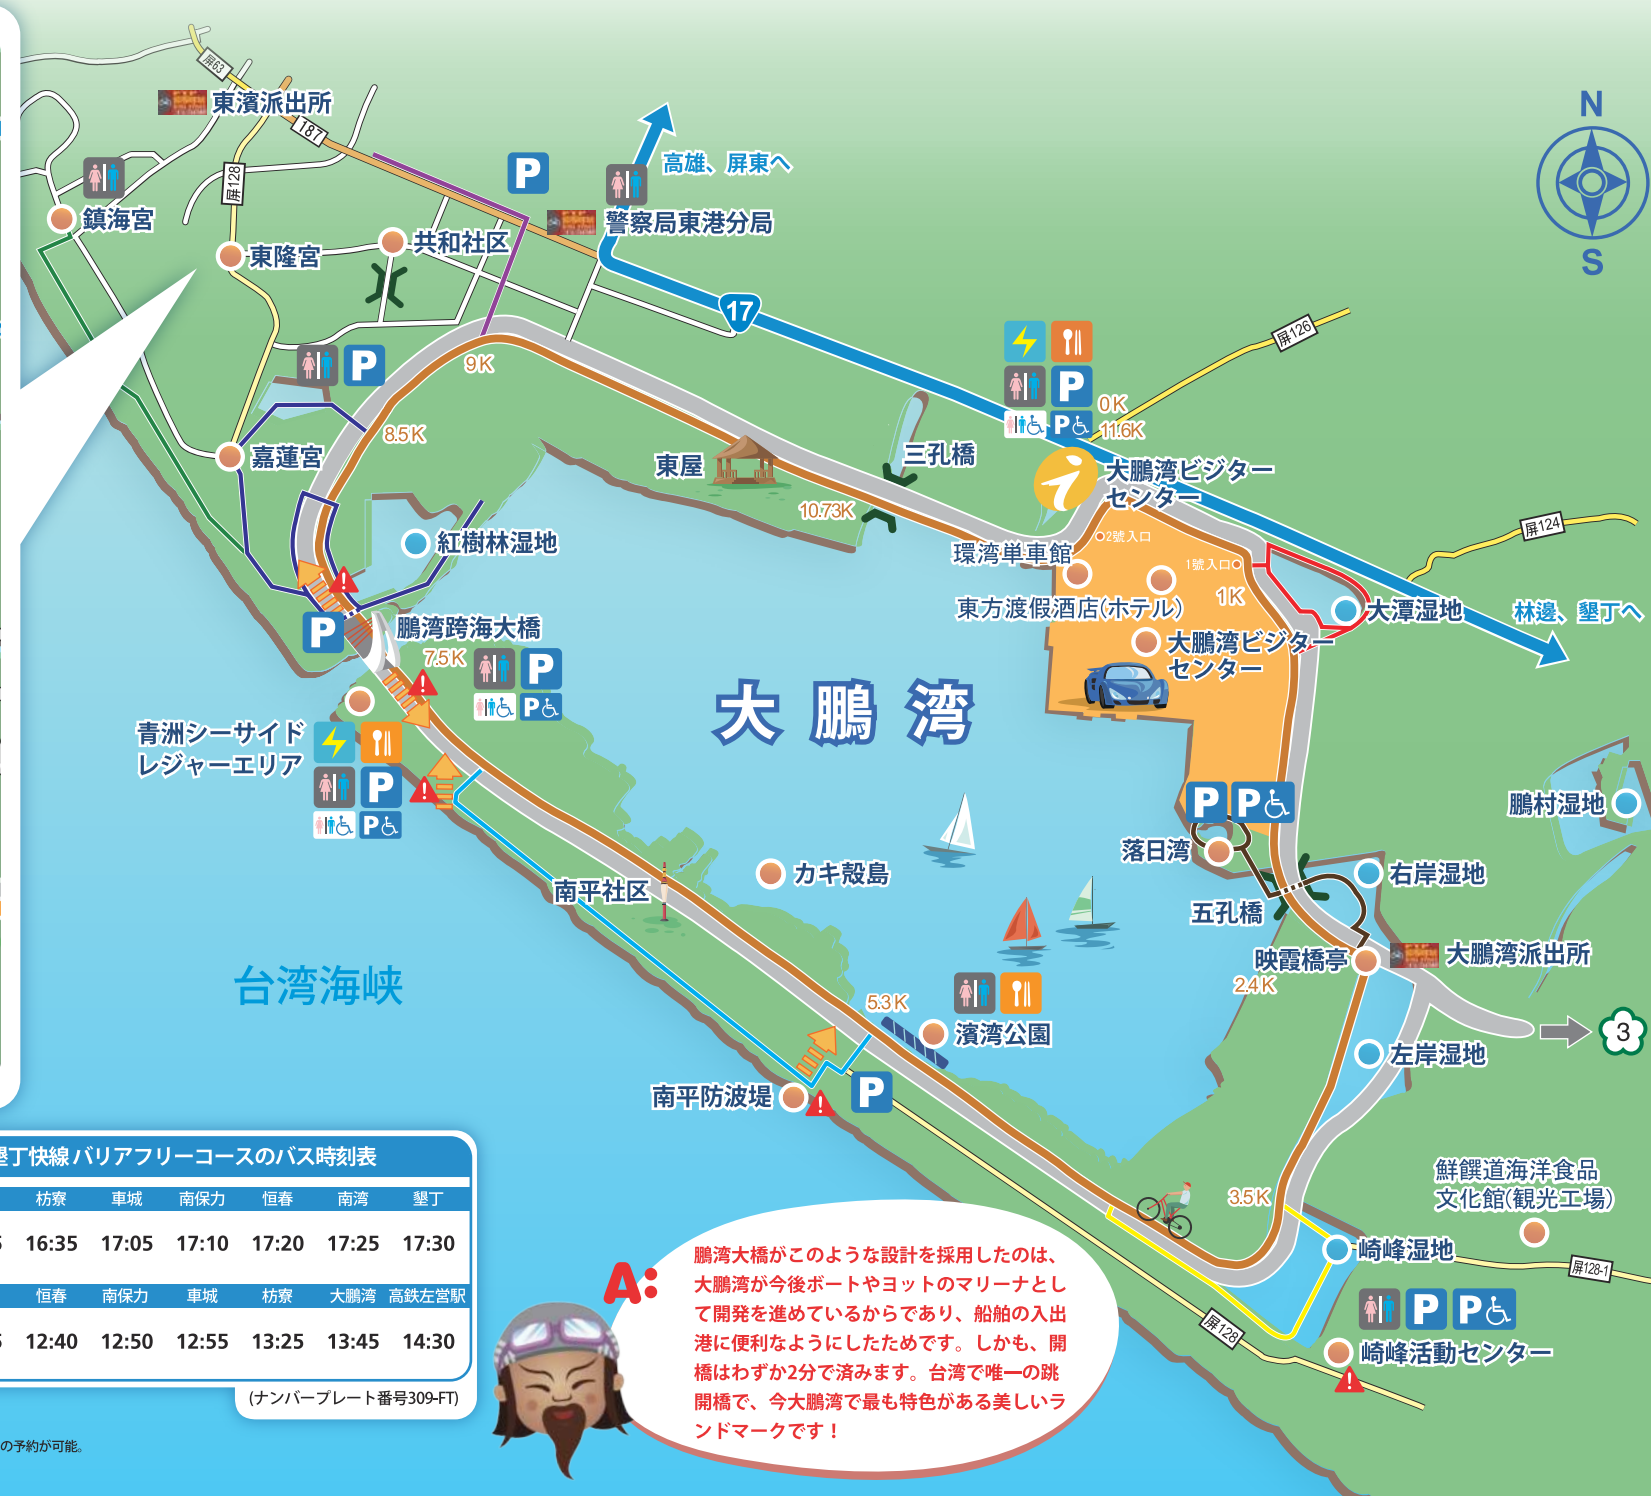 屏63
東濱派出所
187
屏128
鎮海宮
東隆宮
共和社区
P
高雄、屏東へ
警察局東港分局
17
N
S
屏126
P
9K
8.5K
嘉蓮宮
東屋
三孔橋
10.73K
P
P
0K
11.6K
大鵬湾ビジター
センター
環湾単車館
2號入口
1號入口
1K
東方渡假酒店(ホテル)
大鵬湾ビジター
センター
大潭湿地
屏124
林邊、墾丁へ
紅樹林湿地
P
鵬湾跨海大橋
7.5K
P
P
大鵬湾
青洲シーサイド
レジャーエリア
P
P
P
P
落日湾
鵬村湿地
右岸湿地
五孔橋
映霞橋亭
大鵬湾派出所
2.4K
3
左岸湿地
カキ殻島
南平社区
台湾海峡
5.3K
濱湾公園
南平防波堤
P
3.5K
鮮饌道海洋食品
文化館(観光工場)
崎峰湿地
屏128-1
屏128
P
P
崎峰活動センター
墾丁快線 バリアフリーコースのバス時刻表
枋寮 車城 南保力 恒春 南湾 墾丁
16:35 17:05 17:10 17:20 17:25 17:30
恒春 南保力 車城 枋寮 大鵬湾 高鉄左営駅
12:40 12:50 12:55 13:25 13:45 14:30
(ナンバープレート番号309-FT)
の予約が可能。
A:
鵬湾大橋がこのような設計を採用したのは、
大鵬湾が今後ボートやヨットのマリーナとし
て開発を進めているからであり、船舶の入出
港に便利なようにしたためです。しかも、開
橋はわずか2分で済みます。台湾で唯一の跳
開橋で、今大鵬湾で最も特色がある美しいラ
ンドマークです！